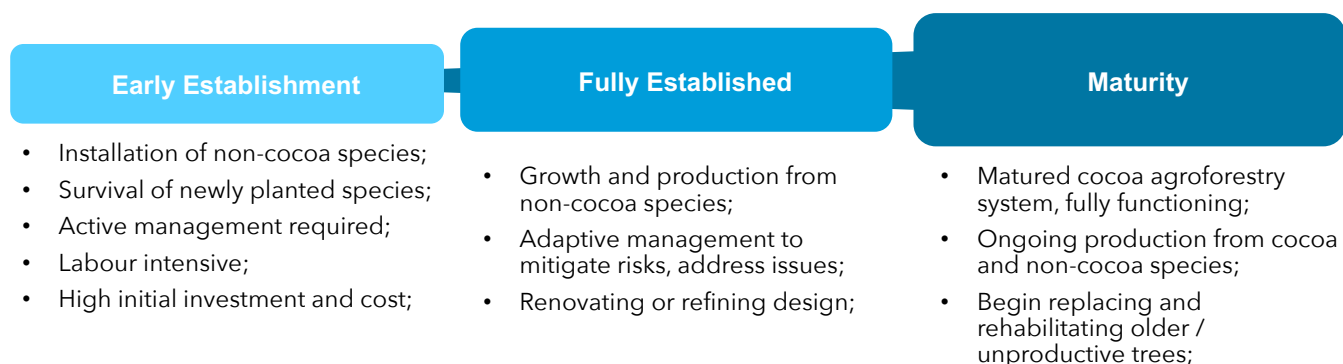 Early Establishment
• Installation of non-cocoa species;
• Survival of newly planted species;
• Active management required;
• Labour intensive;
• High initial investment and cost;
Fully Established
• Growth and production from
non-cocoa species;
• Adaptive management to
mitigate risks, address issues;
• Renovating or refining design;
Maturity
• Matured cocoa agroforestry
system, fully functioning;
• Ongoing production from cocoa
and non-cocoa species;
• Begin replacing and
rehabilitating older /
unproductive trees;